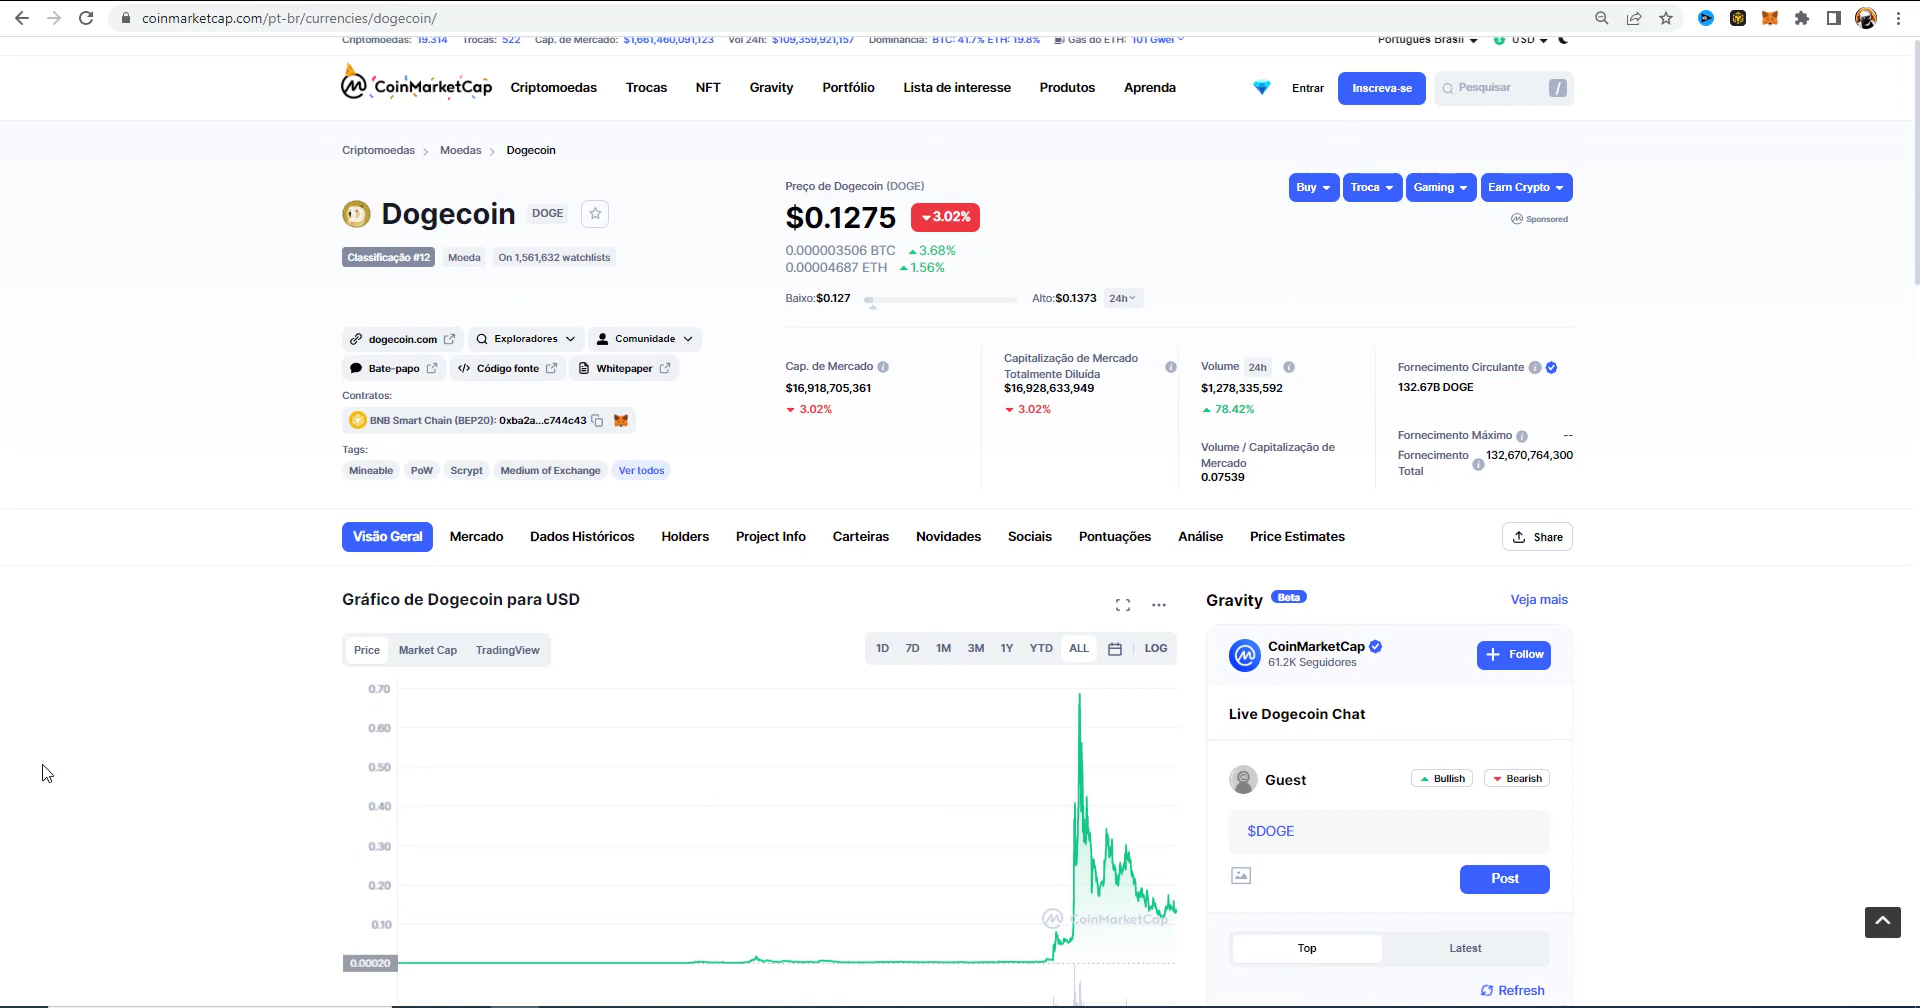 coinmarketcap.com/pt-br/currencies/dogecoin/
Criptomoedas: 19.314 Trocas: 522 Cap. de Mercado: $1,661,460,091,123 Vol 24h: $109,359,921,157 Dominância: BTC: 41.7% ETH: 19.8% Gás do ETH: 101 Gwei Português Brasil USD
CoinMarketCap Criptomoedas Trocas NFT Gravity Portfólio Lista de interesse Produtos Aprenda Entrar Inscreva-se Pesquisar /
Criptomoedas > Moedas > Dogecoin
Dogecoin DOGE
Classificação #12 Moeda On 1,561,632 watchlists
dogecoin.com Exploradores Comunidade
Bate-papo Código fonte Whitepaper
Contratos:
BNB Smart Chain (BEP20): 0xba2a...c744c43
Tags:
Mineable PoW Scrypt Medium of Exchange Ver todos
Preço de Dogecoin (DOGE)
$0.1275 3.02%
0.000003506 BTC 3.68%
0.00004687 ETH 1.56%
Baixo:$0.127 Alto:$0.1373 24h
Buy Troca Gaming Earn Crypto
Sponsored
Cap. de Mercado
$16,918,705,361
3.02%
Capitalização de Mercado
Totalmente Diluída
$16,928,633,949
3.02%
Volume 24h
$1,278,335,592
78.42%
Volume / Capitalização de
Mercado
0.07539
Fornecimento Circulante
132.67B DOGE
Fornecimento Máximo --
Fornecimento
Total
132,670,764,300
Visão Geral Mercado Dados Históricos Holders Project Info Carteiras Novidades Sociais Pontuações Análise Price Estimates Share
Gráfico de Dogecoin para USD
Price Market Cap TradingView 1D 7D 1M 3M 1Y YTD ALL LOG
0.70
0.60
0.50
0.40
0.30
0.20
0.10
0.00020
CoinMarketCap
Gravity Beta Veja mais
CoinMarketCap
61.2K Seguidores
Follow
Live Dogecoin Chat
Guest Bullish Bearish
$DOGE
Post
Top Latest
Refresh